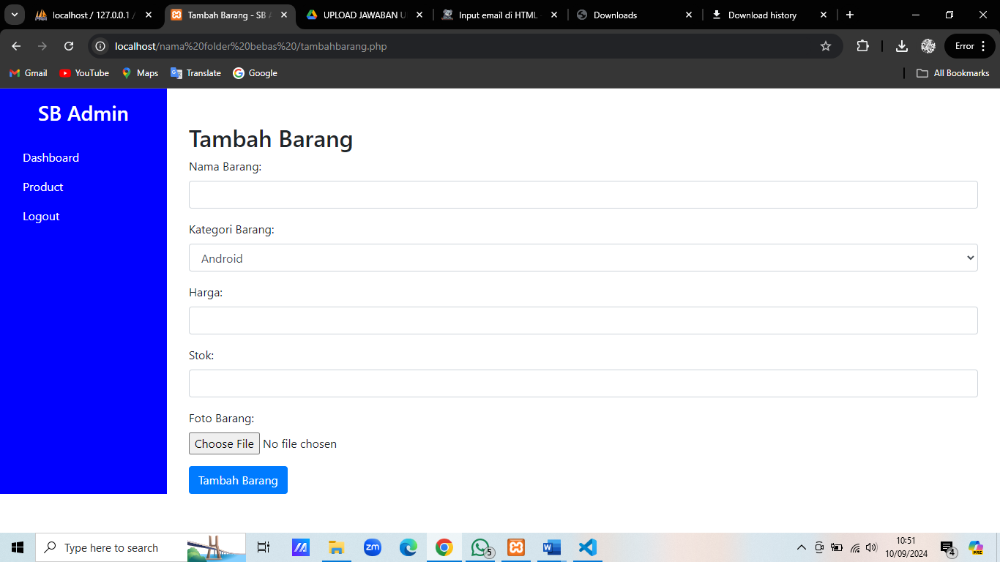 localhost / 127.0.0.1 /
Tambah Barang - SB A
UPLOAD JAWABAN U
Input email di HTML -
Downloads
Download history
localhost/nama%20folder%20bebas%20/tambahbarang.php
Error
Gmail
YouTube
Maps
Translate
Google
All Bookmarks
SB Admin
Dashboard
Product
Logout
Tambah Barang
Nama Barang:
Kategori Barang:
Android
Harga:
Stok:
Foto Barang:
Choose File No file chosen
Tambah Barang
Type here to search
zm
5
W
10:51
10/09/2024
4
PRE